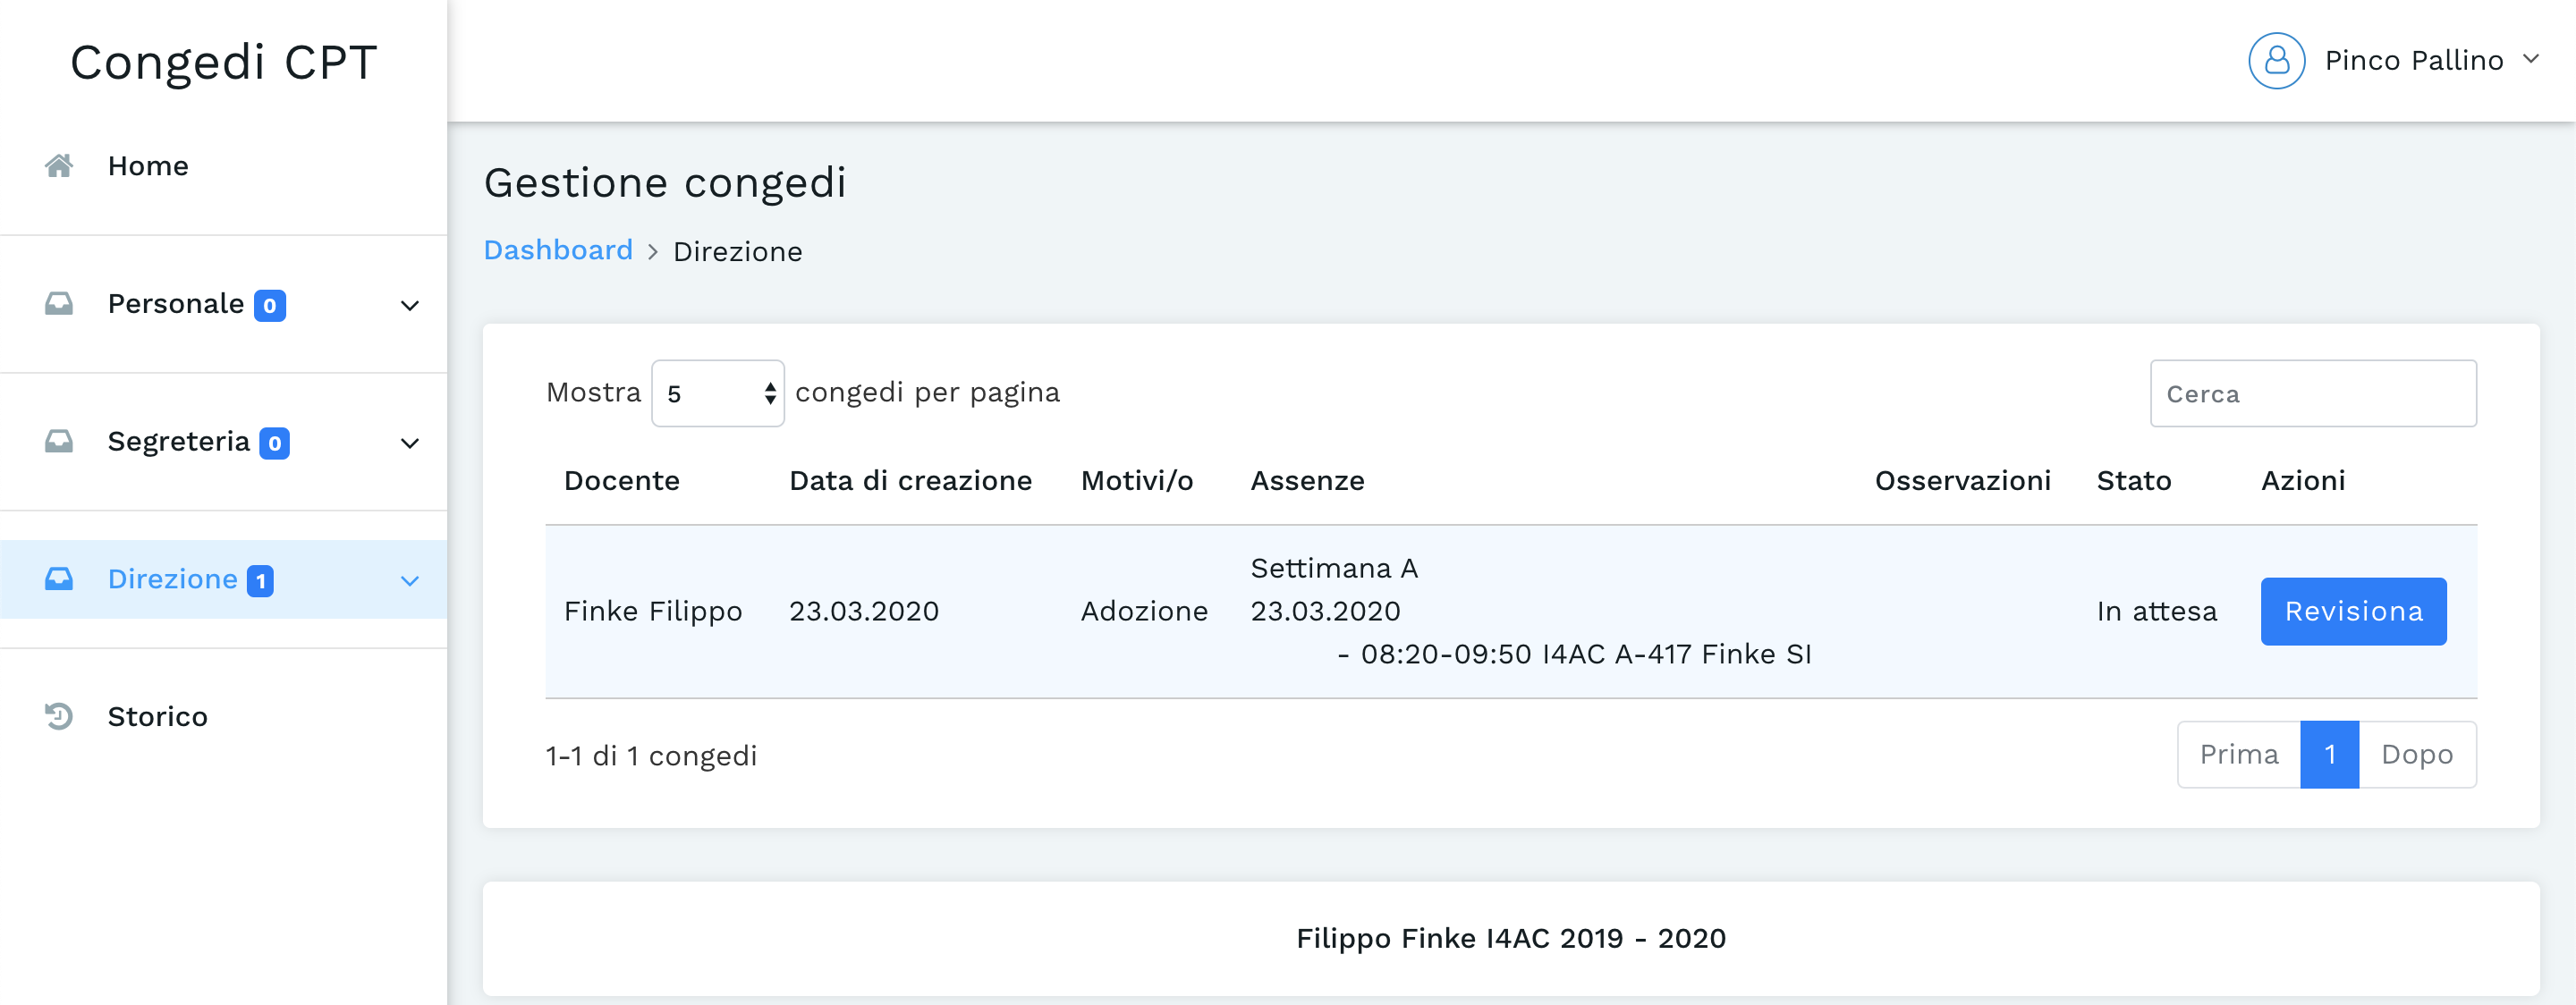 Congedi CPT
Pinco Pallino
Home
Personale 0
Segreteria 0
Direzione 1
Storico
Gestione congedi
Dashboard > Direzione
Mostra 5 congedi per pagina
Cerca
Docente Data di creazione Motivi/o Assenze Osservazioni Stato Azioni
Settimana A
Finke Filippo 23.03.2020 Adozione 23.03.2020 In attesa Revisiona
- 08:20-09:50 I4AC A-417 Finke SI
1-1 di 1 congedi
Prima 1 Dopo
Filippo Finke I4AC 2019 - 2020